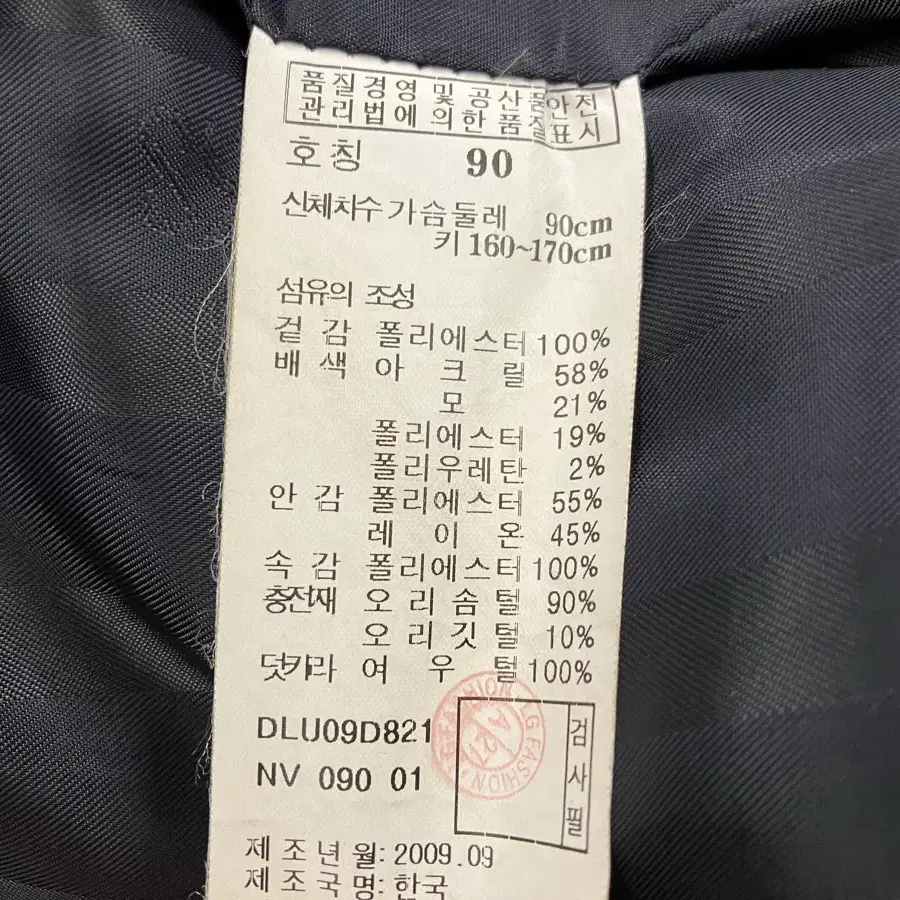 품질경영 및 공산품안전
관리법에 의한 품질표시
호칭 90
신체치수 가슴둘레 90cm
키 160~170cm
섬유의 조성
겉감 폴리에스터 100%
배색 아크릴 58%
모 21%
폴리에스터 19%
폴리우레탄 2%
안감 폴리에스터 55%
레이온 45%
속감 폴리에스터 100%
충전재 오리솜털 90%
오리깃털 10%
덧카라 여우털 100%
DLU09D821
NV 090 01
LG FASHION
검사필
제조년월: 2009.09
제조국명: 한국